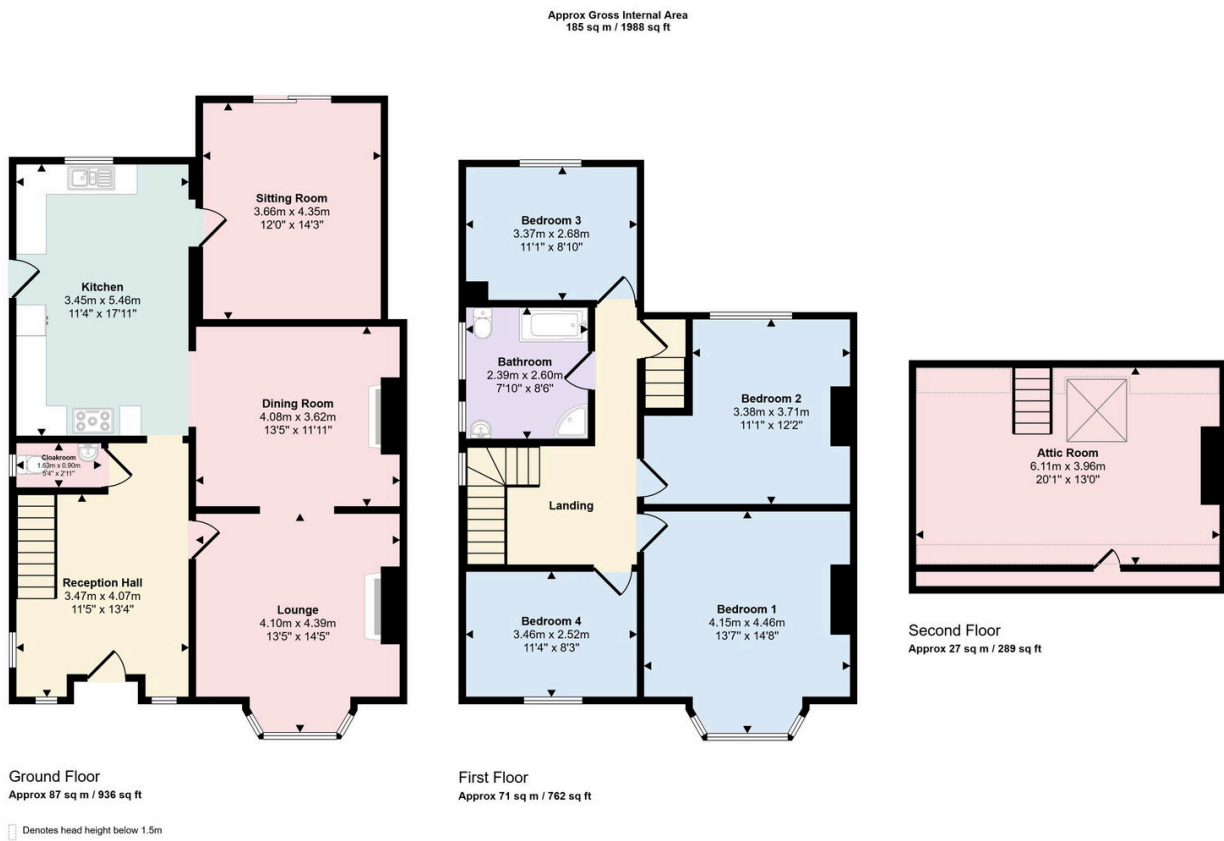 Approx Gross Internal Area
185 sq m / 1988 sq ft
Sitting Room
3.66m x 4.35m
12'0" x 14'3"
Kitchen
3.45m x 5.46m
11'4" x 17'11"
Dining Room
4.08m x 3.62m
13'5" x 11'11"
Cloakroom
1.63m x 0.90m
5'4" x 2'11"
Reception Hall
3.47m x 4.07m
11'5" x 13'4"
Lounge
4.10m x 4.39m
13'5" x 14'5"
Ground Floor
Approx 87 sq m / 936 sq ft
Denotes head height below 1.5m
Bedroom 3
3.37m x 2.68m
11'1" x 8'10"
Bathroom
2.39m x 2.60m
7'10" x 8'6"
Bedroom 2
3.38m x 3.71m
11'1" x 12'2"
Landing
Bedroom 4
3.46m x 2.52m
11'4" x 8'3"
Bedroom 1
4.15m x 4.46m
13'7" x 14'8"
First Floor
Approx 71 sq m / 762 sq ft
Attic Room
6.11m x 3.96m
20'1" x 13'0"
Second Floor
Approx 27 sq m / 289 sq ft